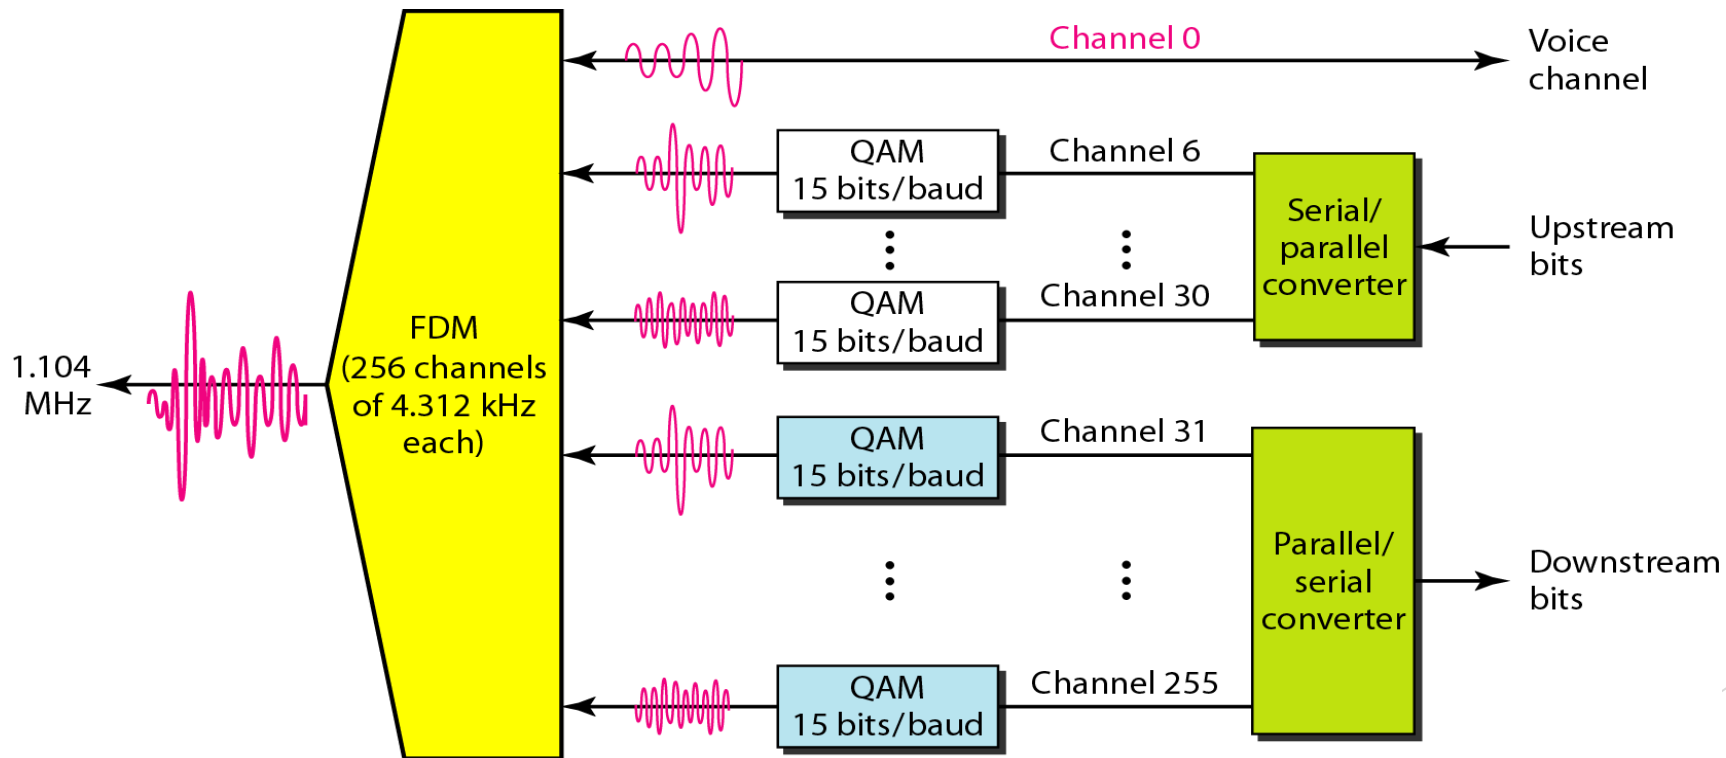 Channel 0
Voice
channel
QAM
15 bits/baud
Channel 6
Serial/
parallel
converter
Upstream
bits
QAM
15 bits/baud
Channel 30
1.104
MHz
FDM
(256 channels
of 4.312 kHz
each)
QAM
15 bits/baud
Channel 31
Parallel/
serial
converter
Downstream
bits
QAM
15 bits/baud
Channel 255